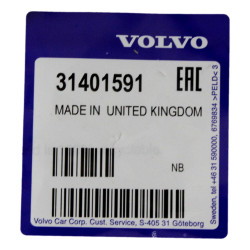 VOLVO
31401591
EAC
MADE IN UNITED KINGDOM
NB
Volvo Car Corp. Cust. Service, S-405 31 Göteborg
Sweden, tel +46 31 590000, 6769834 >PELD< 3